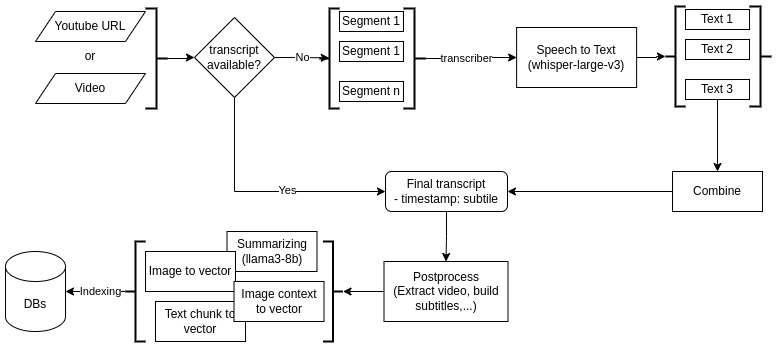 Youtube URL
or
Video
transcript
available?
No
Segment 1
Segment 1
Segment n
transcriber
Speech to Text
(whisper-large-v3)
Text 1
Text 2
Text 3
Combine
Yes
Final transcript
- timestamp: subtile
Postprocess
(Extract video, build
subtitles,...)
Summarizing
(llama3-8b)
Image to vector
Image context
to vector
Text chunk to
vector
Indexing
DBs